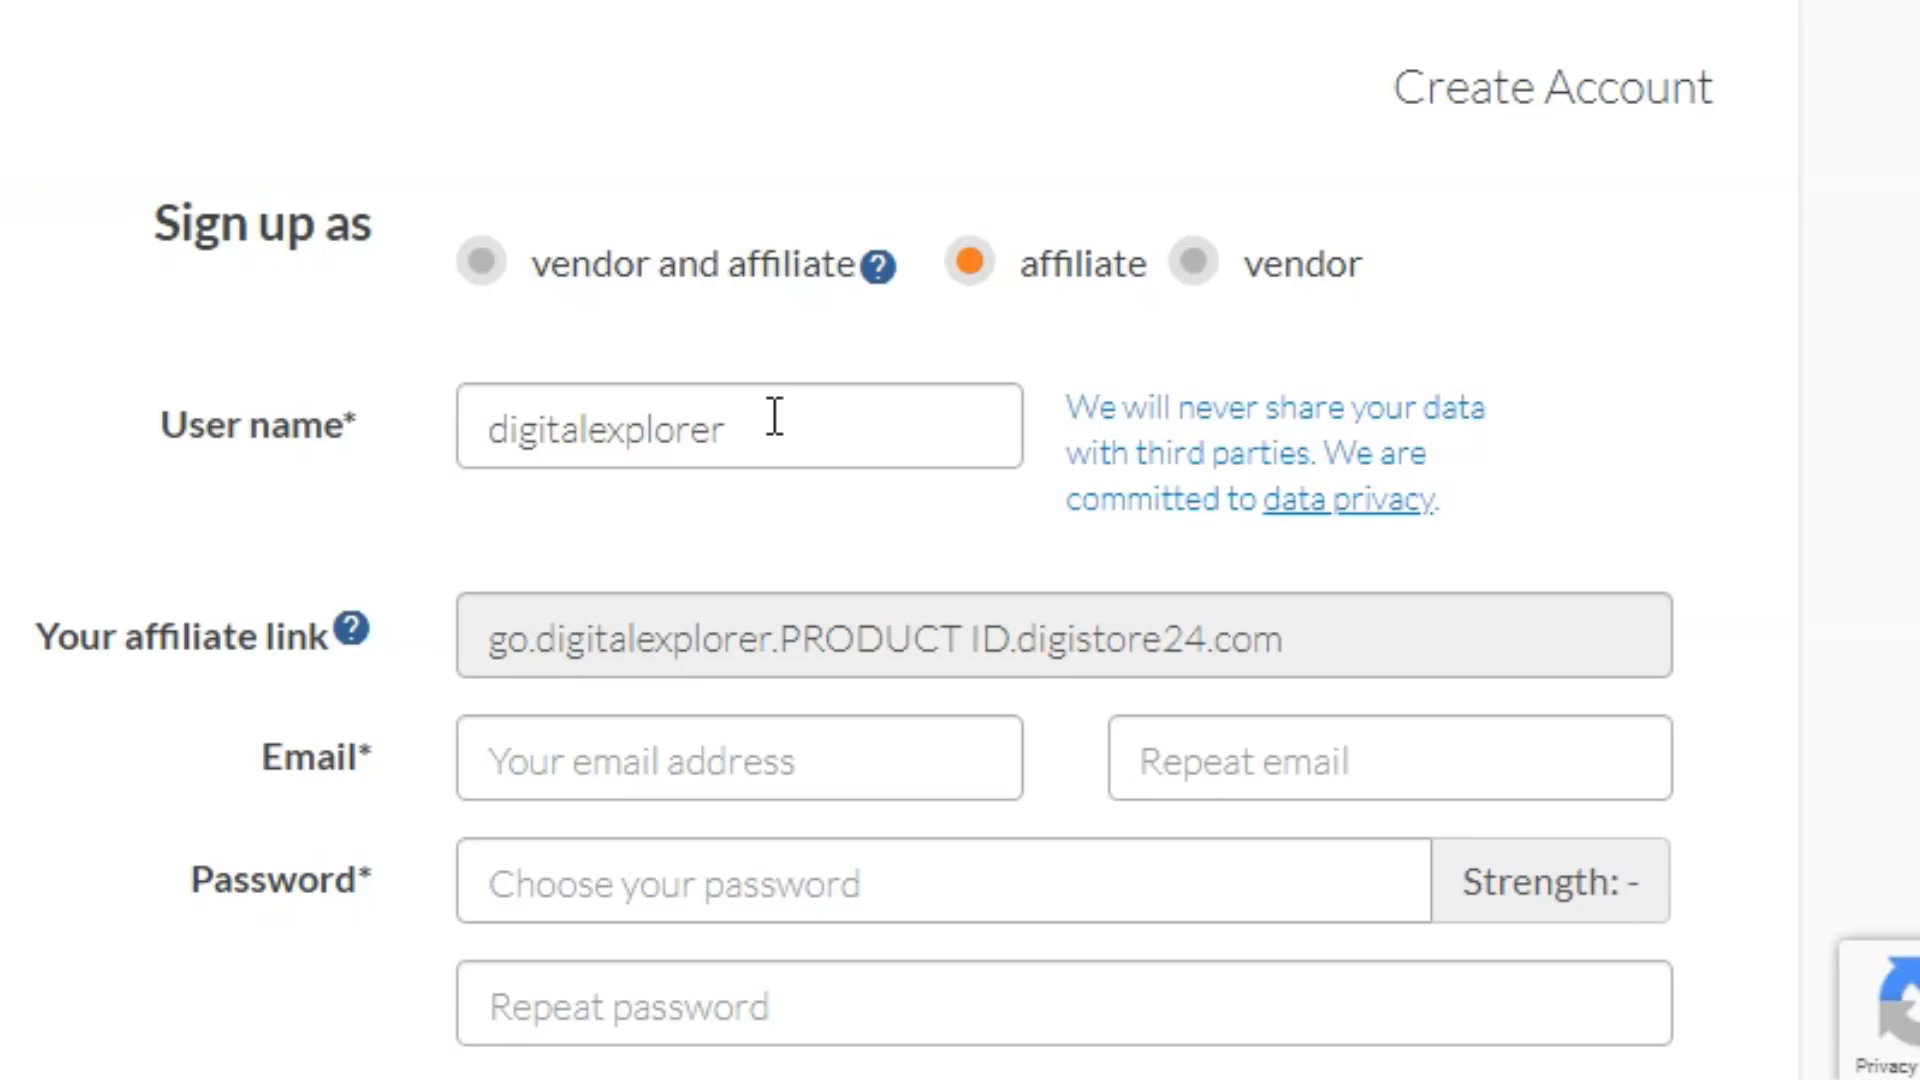 Create Account
Sign up as
vendor and affiliate ? affiliate vendor
User name* digitalexplorer
We will never share your data
with third parties. We are
committed to data privacy.
Your affiliate link ? go.digitalexplorer.PRODUCT ID.digistore24.com
Email* Your email address Repeat email
Password* Choose your password Strength: -
Repeat password
Privacy